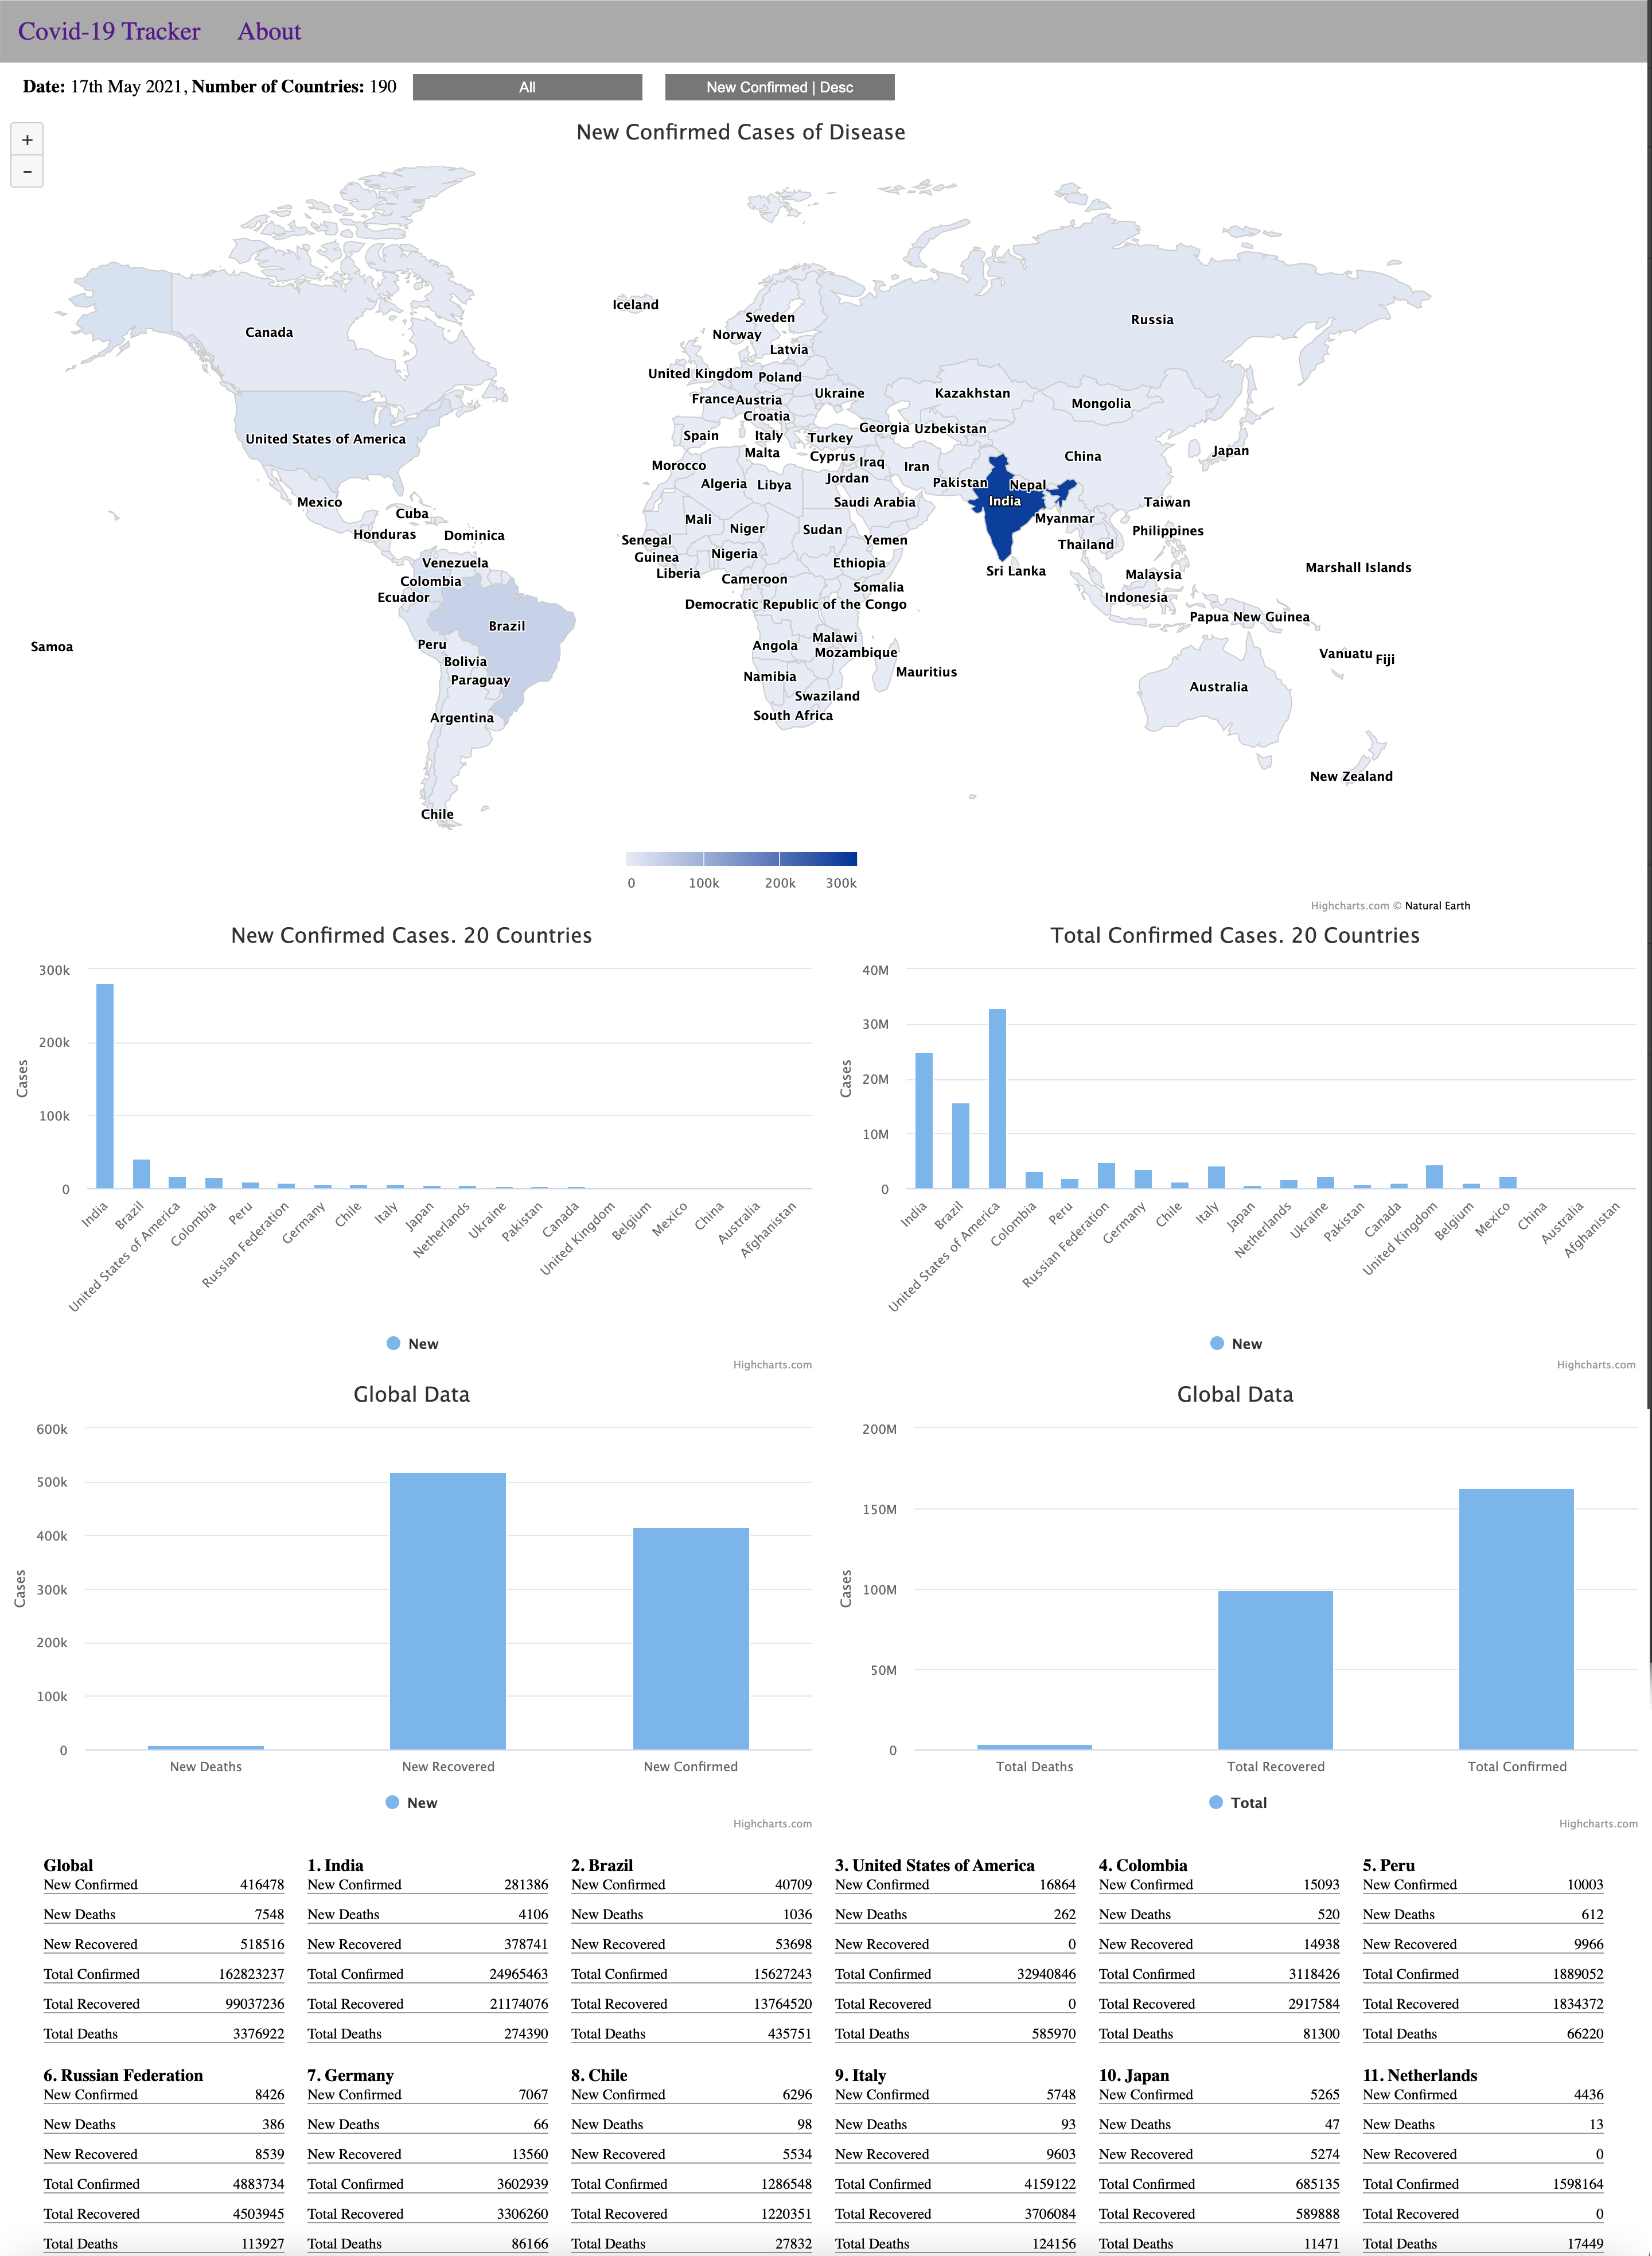 Covid-19 Tracker About
Date: 17th May 2021, Number of Countries: 190 All New Confirmed | Desc
New Confirmed Cases of Disease
+
−
Iceland
Sweden
Russia
Canada
Norway
Latvia
United Kingdom Poland
Ukraine Kazakhstan
France Austria
Mongolia
Croatia
Georgia Uzbekistan
United States of America
Spain Italy Turkey
Japan
Malta
Cyprus Iraq
China
Morocco
Iran
Jordan
Algeria Libya
Pakistan Nepal
Mexico
Saudi Arabia
India
Taiwan
Cuba
Mali
Myanmar
Niger Sudan
Philippines
Honduras Dominica
Senegal
Yemen
Thailand
Guinea
Nigeria
Venezuela
Ethiopia
Liberia
Sri Lanka
Marshall Islands
Colombia
Cameroon
Malaysia
Somalia
Ecuador
Indonesia
Democratic Republic of the Congo
Papua New Guinea
Brazil
Malawi
Samoa
Peru
Angola
Mozambique
Vanuatu Fiji
Bolivia
Mauritius
Paraguay
Namibia
Australia
Swaziland
Argentina
South Africa
New Zealand
Chile
0 100k 200k 300k
Highcharts.com © Natural Earth
New Confirmed Cases. 20 Countries
300k
200k
100k
0
Cases
India
Brazil
United States of America
Colombia
Peru
Russian Federation
Germany
Chile
Italy
Japan
Netherlands
Ukraine
Pakistan
Canada
United Kingdom
Belgium
Mexico
China
Australia
Afghanistan
New
Highcharts.com
Total Confirmed Cases. 20 Countries
40M
30M
20M
10M
0
Cases
India
Brazil
United States of America
Colombia
Peru
Russian Federation
Germany
Chile
Italy
Japan
Netherlands
Ukraine
Pakistan
Canada
United Kingdom
Belgium
Mexico
China
Australia
Afghanistan
New
Highcharts.com
Global Data
600k
500k
400k
300k
200k
100k
0
Cases
New Deaths New Recovered New Confirmed
New
Highcharts.com
Global Data
200M
150M
100M
50M
0
Cases
Total Deaths Total Recovered Total Confirmed
Total
Highcharts.com
Global
New Confirmed 416478
New Deaths 7548
New Recovered 518516
Total Confirmed 162823237
Total Recovered 99037236
Total Deaths 3376922
1. India
New Confirmed 281386
New Deaths 4106
New Recovered 378741
Total Confirmed 24965463
Total Recovered 21174076
Total Deaths 274390
2. Brazil
New Confirmed 40709
New Deaths 1036
New Recovered 53698
Total Confirmed 15627243
Total Recovered 13764520
Total Deaths 435751
3. United States of America
New Confirmed 16864
New Deaths 262
New Recovered 0
Total Confirmed 32940846
Total Recovered 0
Total Deaths 585970
4. Colombia
New Confirmed 15093
New Deaths 520
New Recovered 14938
Total Confirmed 3118426
Total Recovered 2917584
Total Deaths 81300
5. Peru
New Confirmed 10003
New Deaths 612
New Recovered 9966
Total Confirmed 1889052
Total Recovered 1834372
Total Deaths 66220
6. Russian Federation
New Confirmed 8426
New Deaths 386
New Recovered 8539
Total Confirmed 4883734
Total Recovered 4503945
Total Deaths 113927
7. Germany
New Confirmed 7067
New Deaths 66
New Recovered 13560
Total Confirmed 3602939
Total Recovered 3306260
Total Deaths 86166
8. Chile
New Confirmed 6296
New Deaths 98
New Recovered 5534
Total Confirmed 1286548
Total Recovered 1220351
Total Deaths 27832
9. Italy
New Confirmed 5748
New Deaths 93
New Recovered 9603
Total Confirmed 4159122
Total Recovered 3706084
Total Deaths 124156
10. Japan
New Confirmed 5265
New Deaths 47
New Recovered 5274
Total Confirmed 685135
Total Recovered 589888
Total Deaths 11471
11. Netherlands
New Confirmed 4436
New Deaths 13
New Recovered 0
Total Confirmed 1598164
Total Recovered 0
Total Deaths 17449